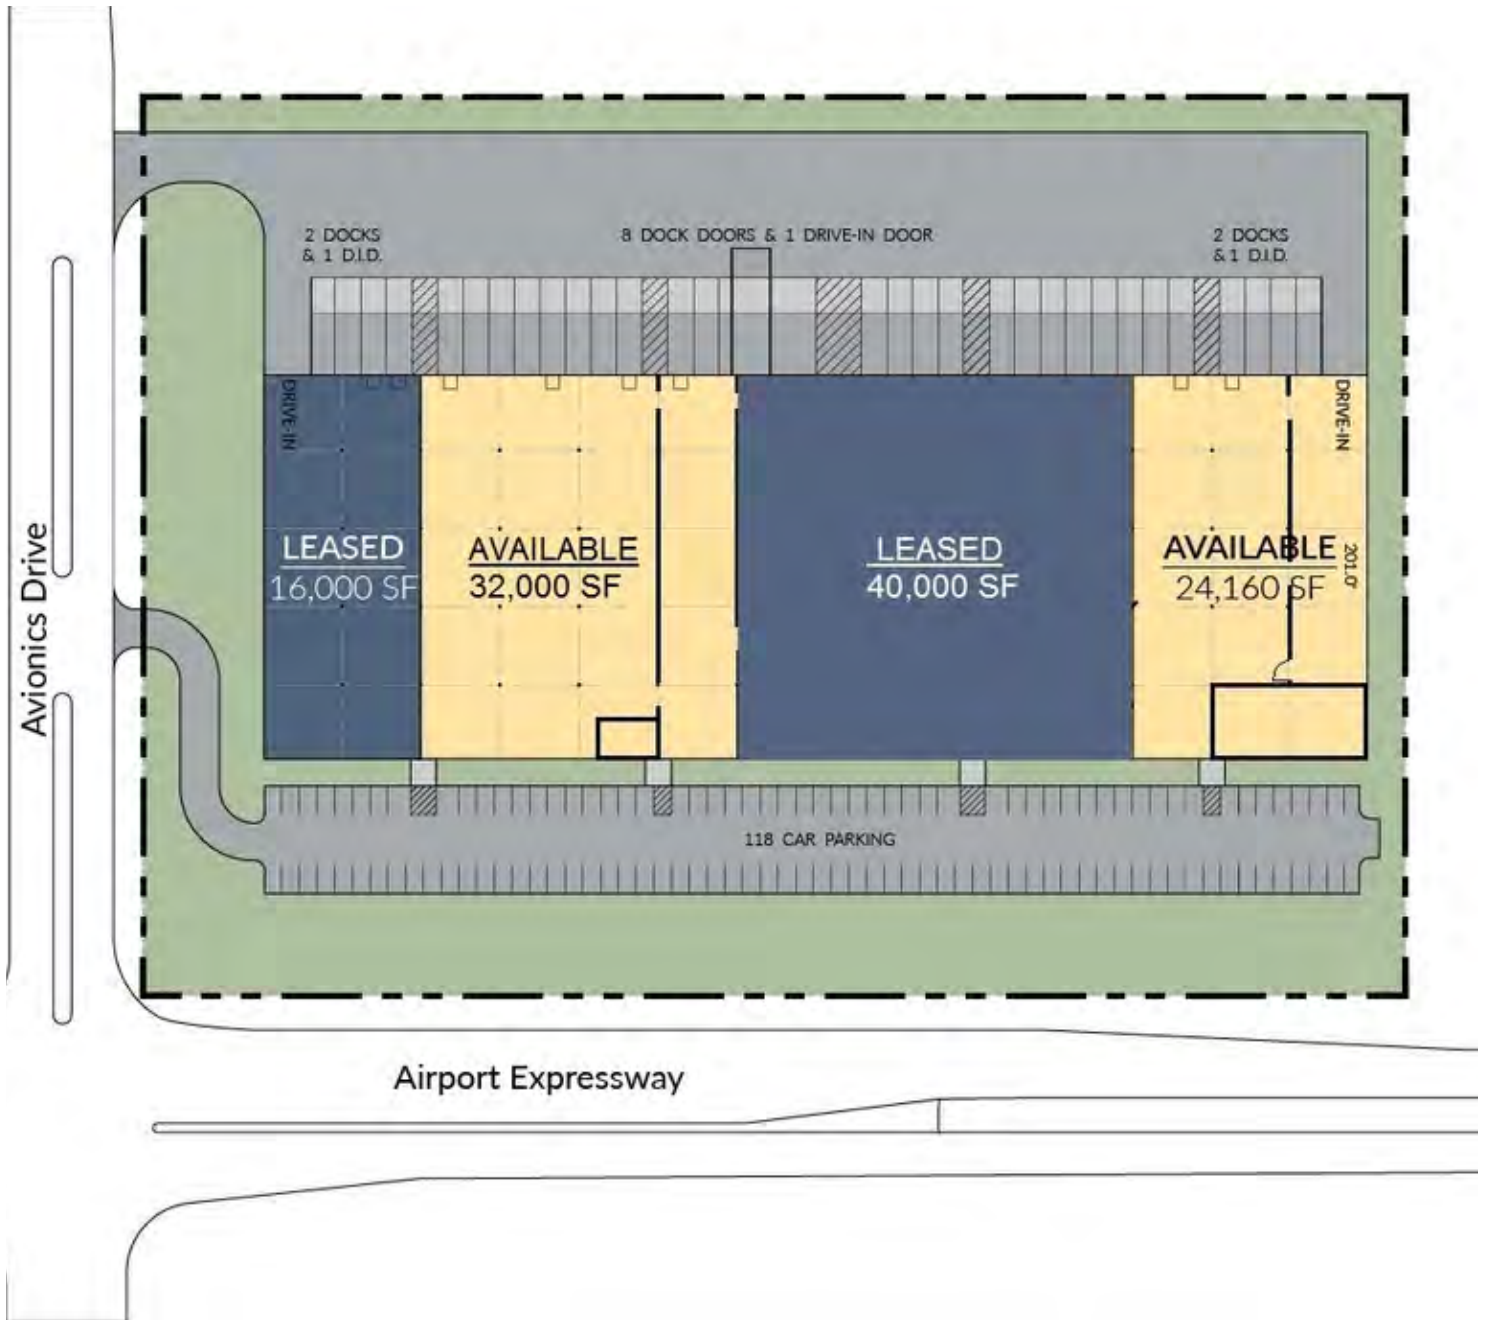 2 DOCKS
& 1 D.I.D.
8 DOCK DOORS & 1 DRIVE-IN DOOR
2 DOCKS
& 1 D.I.D.
DRIVE-IN
DRIVE-IN
LEASED
16,000 SF
AVAILABLE
32,000 SF
LEASED
40,000 SF
AVAILABLE
24,160 SF
201.0'
Avionics Drive
118 CAR PARKING
Airport Expressway